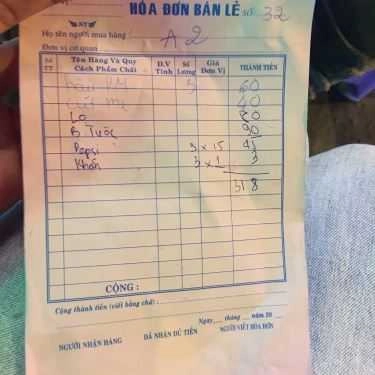 HÓA ĐƠN BÁN LẺ SỐ 32
Họ tên người mua hàng: A2
Đơn vị cơ quan
Số TT Tên Hàng Và Quy Cách Phẩm Chất Đ.V Tính Số Lượng Giá Đơn Vị THÀNH TIỀN
3 60
40
Lò 80
B Tuộc 90
Pepsi 3 x 15 45
Khăn 3 x 1 3
318
CỘNG :
Cộng thành tiền (viết bằng chữ):
Ngày tháng năm 20
NGƯỜI NHẬN HÀNG ĐÃ NHẬN ĐỦ TIỀN NGƯỜI VIẾT HÓA ĐƠN